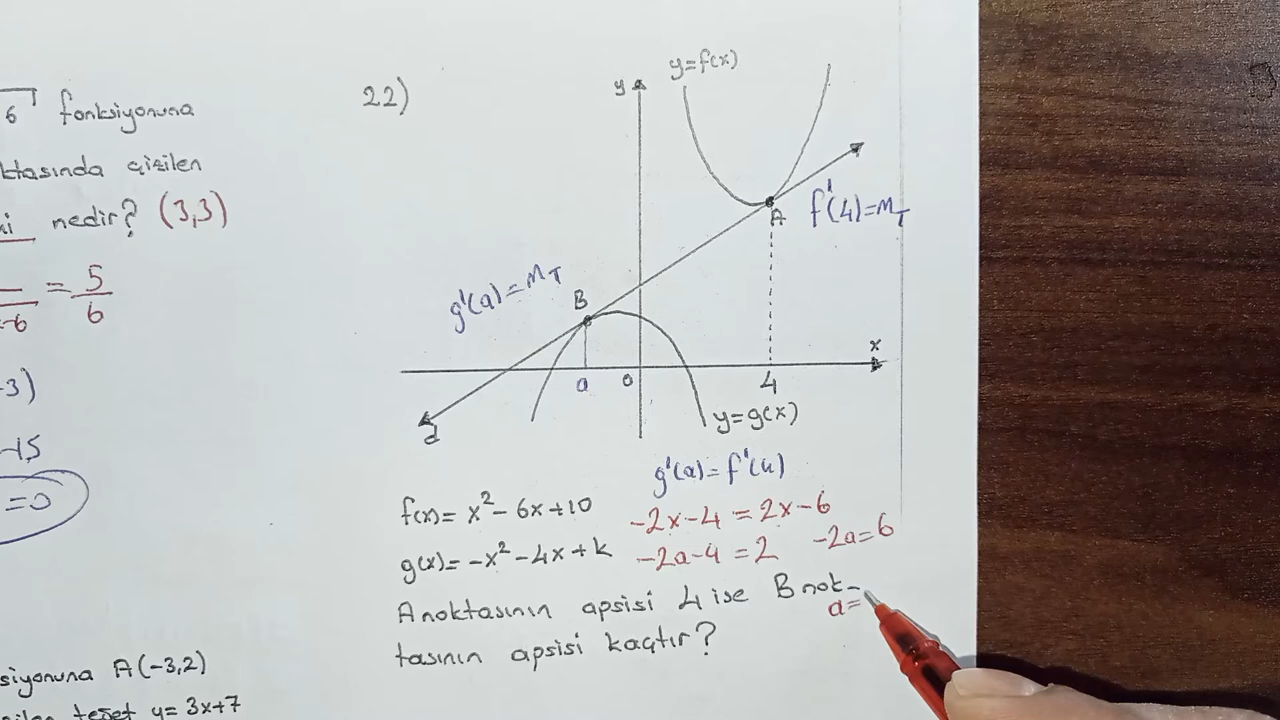 6 fonksiyonuna
ktasında çizilen
nedir? (3,3)
= 5/6
-6
-3)
-15
=0
siyonuna A(-3,2)
teğet y= 3x+7
22)
y=f(x)
y
f'(4)=mT
A
g'(a)=mT
B
x
a
0
4
d
y=g(x)
g'(a)=f'(4)
f(x)= x²-6x+10
-2x-4=2x-6
g(x)= -x²-4x+k
-2a-4=2
-2a=6
A noktasının apsisi 4 ise B nok-
a=
tasının apsisi kaçtır?